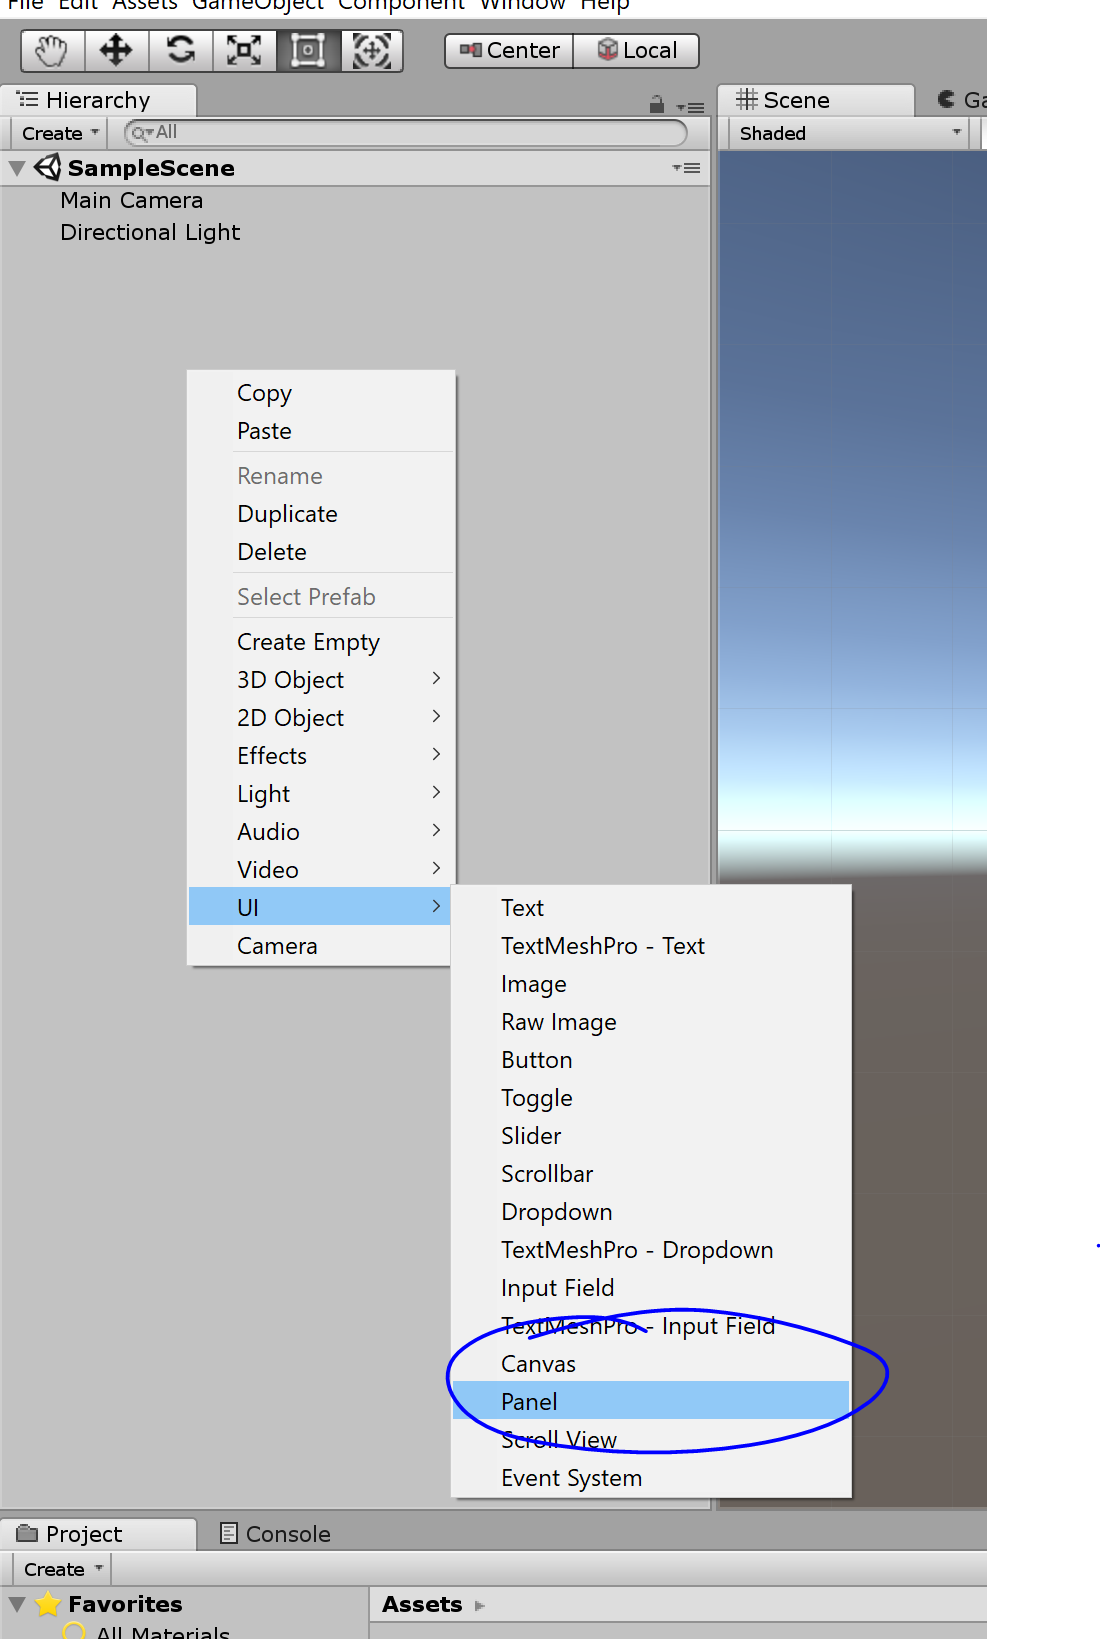 File Edit Assets GameObject Component Window Help
Center Local
Hierarchy
Create All
SampleScene
Main Camera
Directional Light
Scene
Shaded
Copy
Paste
Rename
Duplicate
Delete
Select Prefab
Create Empty
3D Object
2D Object
Effects
Light
Audio
Video
UI
Camera
Text
TextMeshPro - Text
Image
Raw Image
Button
Toggle
Slider
Scrollbar
Dropdown
TextMeshPro - Dropdown
Input Field
TextMeshPro - Input Field
Canvas
Panel
Scroll View
Event System
Project Console
Create
Favorites
All Materials
Assets